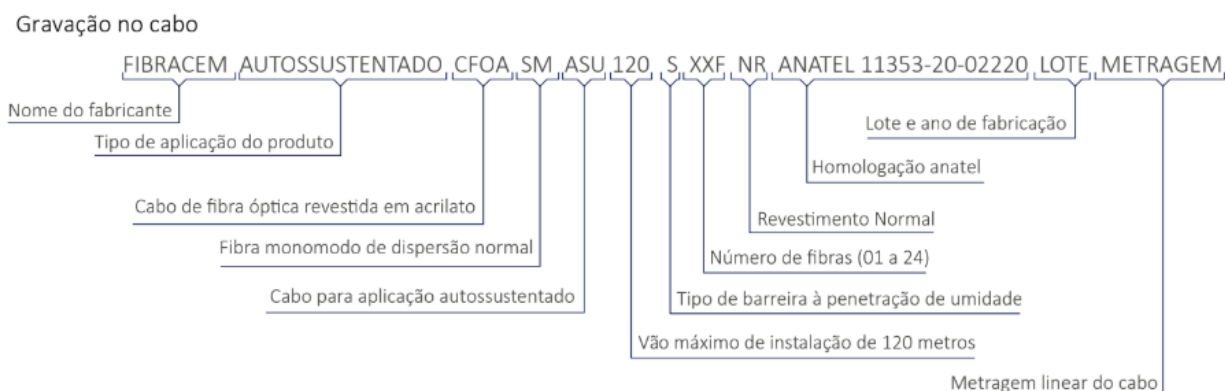 Gravação no cabo
FIBRACEM AUTOSSUSTENTADO CFOA SM ASU 120 S XXF NR ANATEL 11353-20-02220 LOTE METRAGEM
Nome do fabricante
Lote e ano de fabricação
Tipo de aplicação do produto
Homologação anatel
Cabo de fibra óptica revestida em acrilato
Revestimento Normal
Fibra monomodo de dispersão normal
Número de fibras (01 a 24)
Cabo para aplicação autossustentado
Tipo de barreira à penetração de umidade
Vão máximo de instalação de 120 metros
Metragem linear do cabo